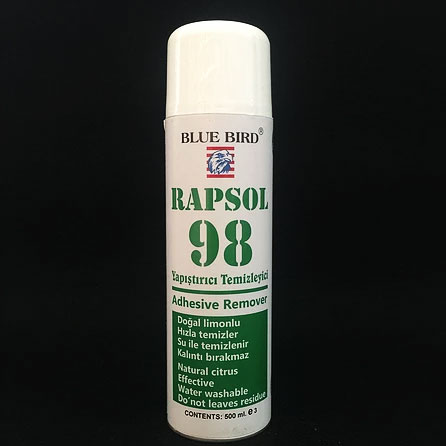 BLUE BIRD®
RAPSOL
98
Yapıştırıcı Temizleyici
Adhesive Remover
Doğal limonlu
Hızla temizler
Su ile temizlenir
Kalıntı bırakmaz
Natural citrus
Effective
Water washable
Do'not leaves residue
CONTENTS: 500 ml. e 3